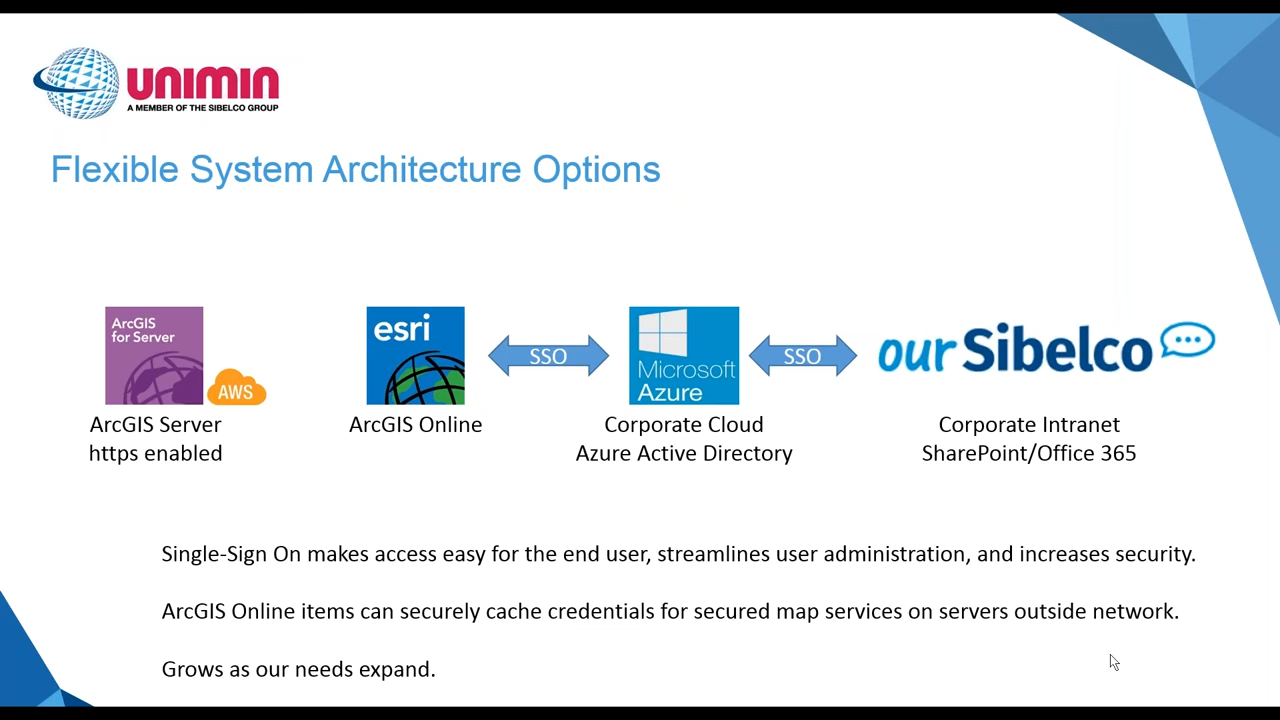 UNIMIN
A MEMBER OF THE SIBELCO GROUP
Flexible System Architecture Options
ArcGIS
for Server
AWS
esri
SSO
Microsoft
Azure
SSO
our Sibelco
ArcGIS Server
https enabled
ArcGIS Online
Corporate Cloud
Azure Active Directory
Corporate Intranet
SharePoint/Office 365
Single-Sign On makes access easy for the end user, streamlines user administration, and increases security.
ArcGIS Online items can securely cache credentials for secured map services on servers outside network.
Grows as our needs expand.